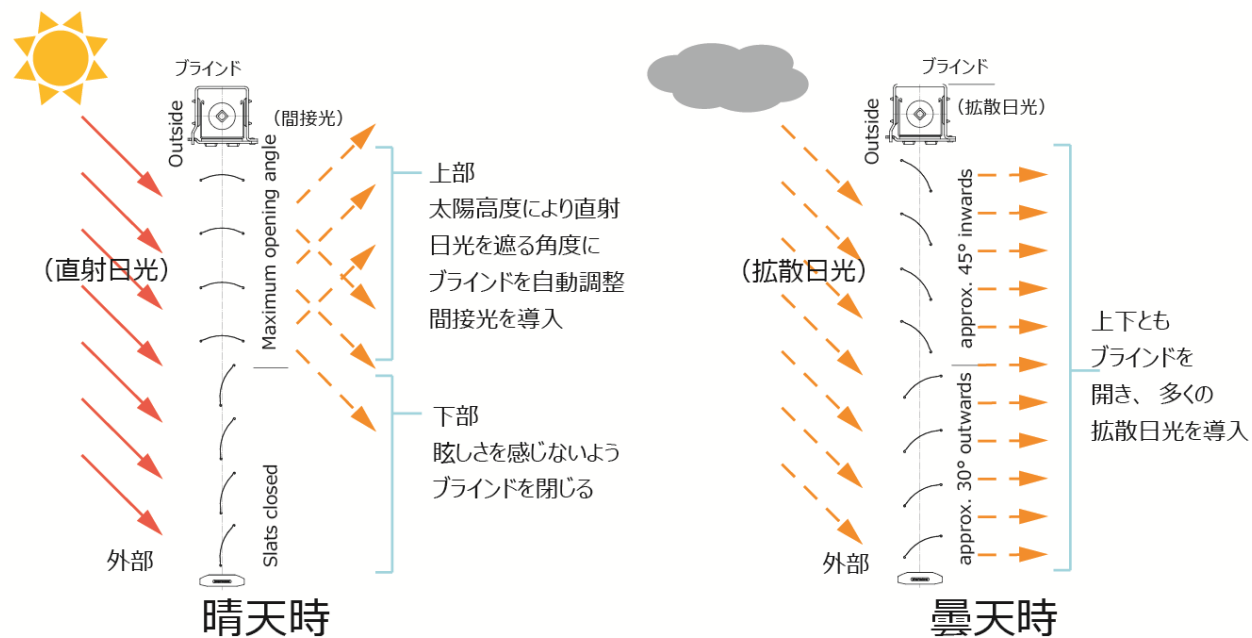 ブラインド
Outside
（間接光）
Maximum opening angle
上部
太陽高度により直射
日光を遮る角度に
ブラインドを自動調整
間接光を導入
（直射日光）
下部
眩しさを感じないよう
ブラインドを閉じる
Slats closed
外部
晴天時
ブラインド
Outside
（拡散日光）
approx. 45° inwards
（拡散日光）
上下とも
ブラインドを
開き、多くの
拡散日光を導入
approx. 30° outwards
外部
曇天時